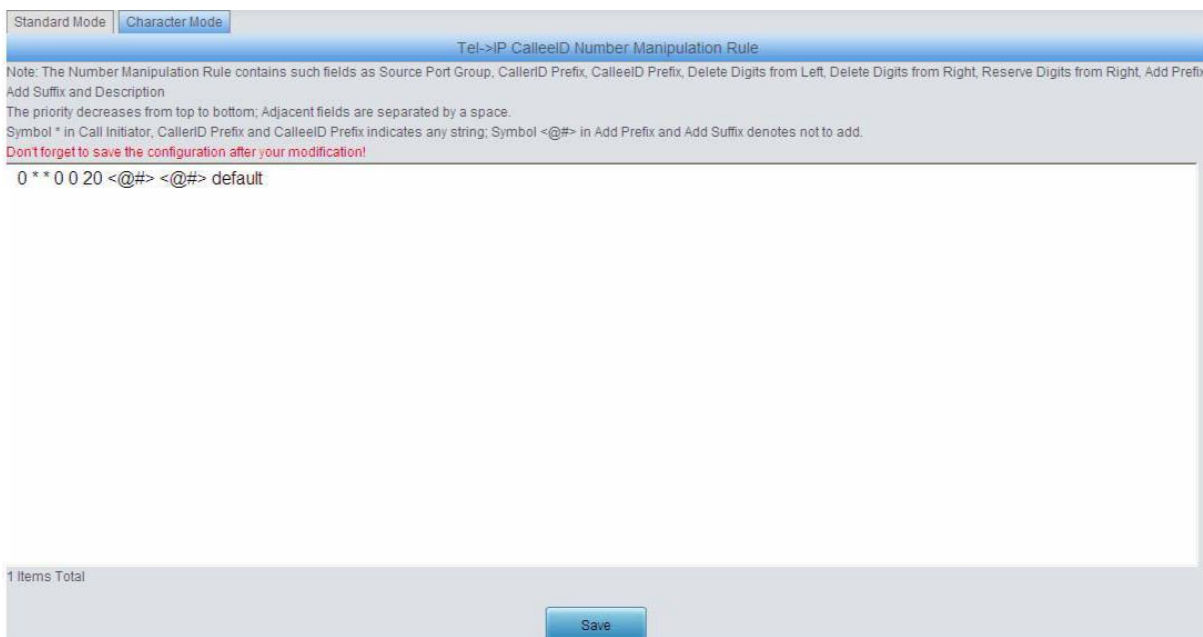 Standard Mode Character Mode
Tel->IP CalleeID Number Manipulation Rule
Note: The Number Manipulation Rule contains such fields as Source Port Group, CallerID Prefix, CalleeID Prefix, Delete Digits from Left, Delete Digits from Right, Reserve Digits from Right, Add Prefix
Add Suffix and Description
The priority decreases from top to bottom; Adjacent fields are separated by a space.
Symbol * in Call Initiator, CallerID Prefix and CalleeID Prefix indicates any string; Symbol <@#> in Add Prefix and Add Suffix denotes not to add.
Don't forget to save the configuration after your modification!
0 * * 0 0 20 <@#> <@#> default
1 Items Total
Save